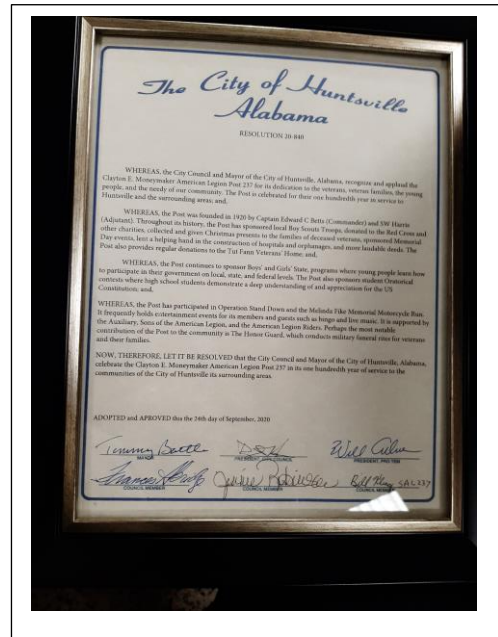 The City of Huntsville
Alabama
RESOLUTION 20-840
WHEREAS, the City Council and Mayor of the City of Huntsville, Alabama, recognize and applaud the
Clayton E. Moneymaker American Legion Post 237 for its dedication to the veterans, veteran families, the young
people, and the needy of our community. The Post is celebrated for their one hundredth year in service to
Huntsville and the surrounding areas; and,
WHEREAS, the Post was founded in 1920 by Captain Edward C Betts (Commander) and SW Harris
(Adjutant). Throughout its history, the Post has sponsored local Boy Scouts Troops, donated to the Red Cross and
other charities, collected and given Christmas presents to the families of deceased veterans, sponsored Memorial
Day events, lent a helping hand in the contraction of hospitals and orphanages, and more laudable deeds. The
Post also provides regular donations to the Tut Fann Veterans' Home; and,
WHEREAS, the Post continues to sponsor Boys' and Girls' State, programs where young people learn how
to participate in their government on local, state, and federal levels. The Post also sponsors student Oratorical
contests where high school students demonstrate a deep understanding of and appreciation for the US
Constitution; and,
WHEREAS, the Post has participated in Operation Stand Down and the Melinda Fike Memorial Motorcycle Run.
It frequently holds entertainment events for its members and guests such as bingo and live music. It is supported by
the Auxiliary, Sons of the American Legion, and the American Legion Riders. Perhaps the most notable
contribution of the Post to the community is The Honor Guard, which conducts military funeral rites for veterans
and their families.
NOW, THEREFORE, LET IT BE RESOLVED that the City Council and Mayor of the City of Huntsville, Alabama,
celebrate the Clayton E. Moneymaker American Legion Post 237 in its one hundredth year of service to the
communities of the City of Huntsville its surrounding areas.
ADOPTED and APROVED this the 24th day of September, 2020
Tommy Battle
MAYOR PRESIDENT, CITY COUNCIL PRESIDENT, PRO-TEM
COUNCIL MEMBER COUNCIL MEMBER COUNCIL MEMBER
SAL237